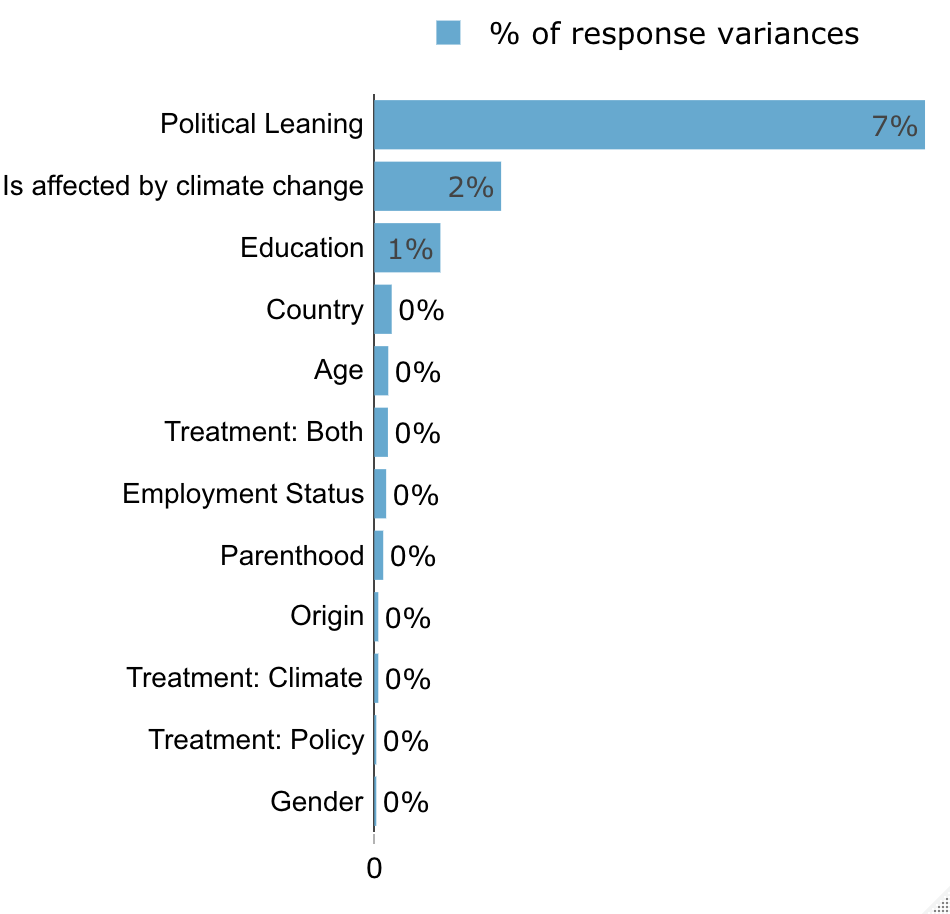 % of response variances
Political Leaning 7%
Is affected by climate change 2%
Education 1%
Country 0%
Age 0%
Treatment: Both 0%
Employment Status 0%
Parenthood 0%
Origin 0%
Treatment: Climate 0%
Treatment: Policy 0%
Gender 0%
0